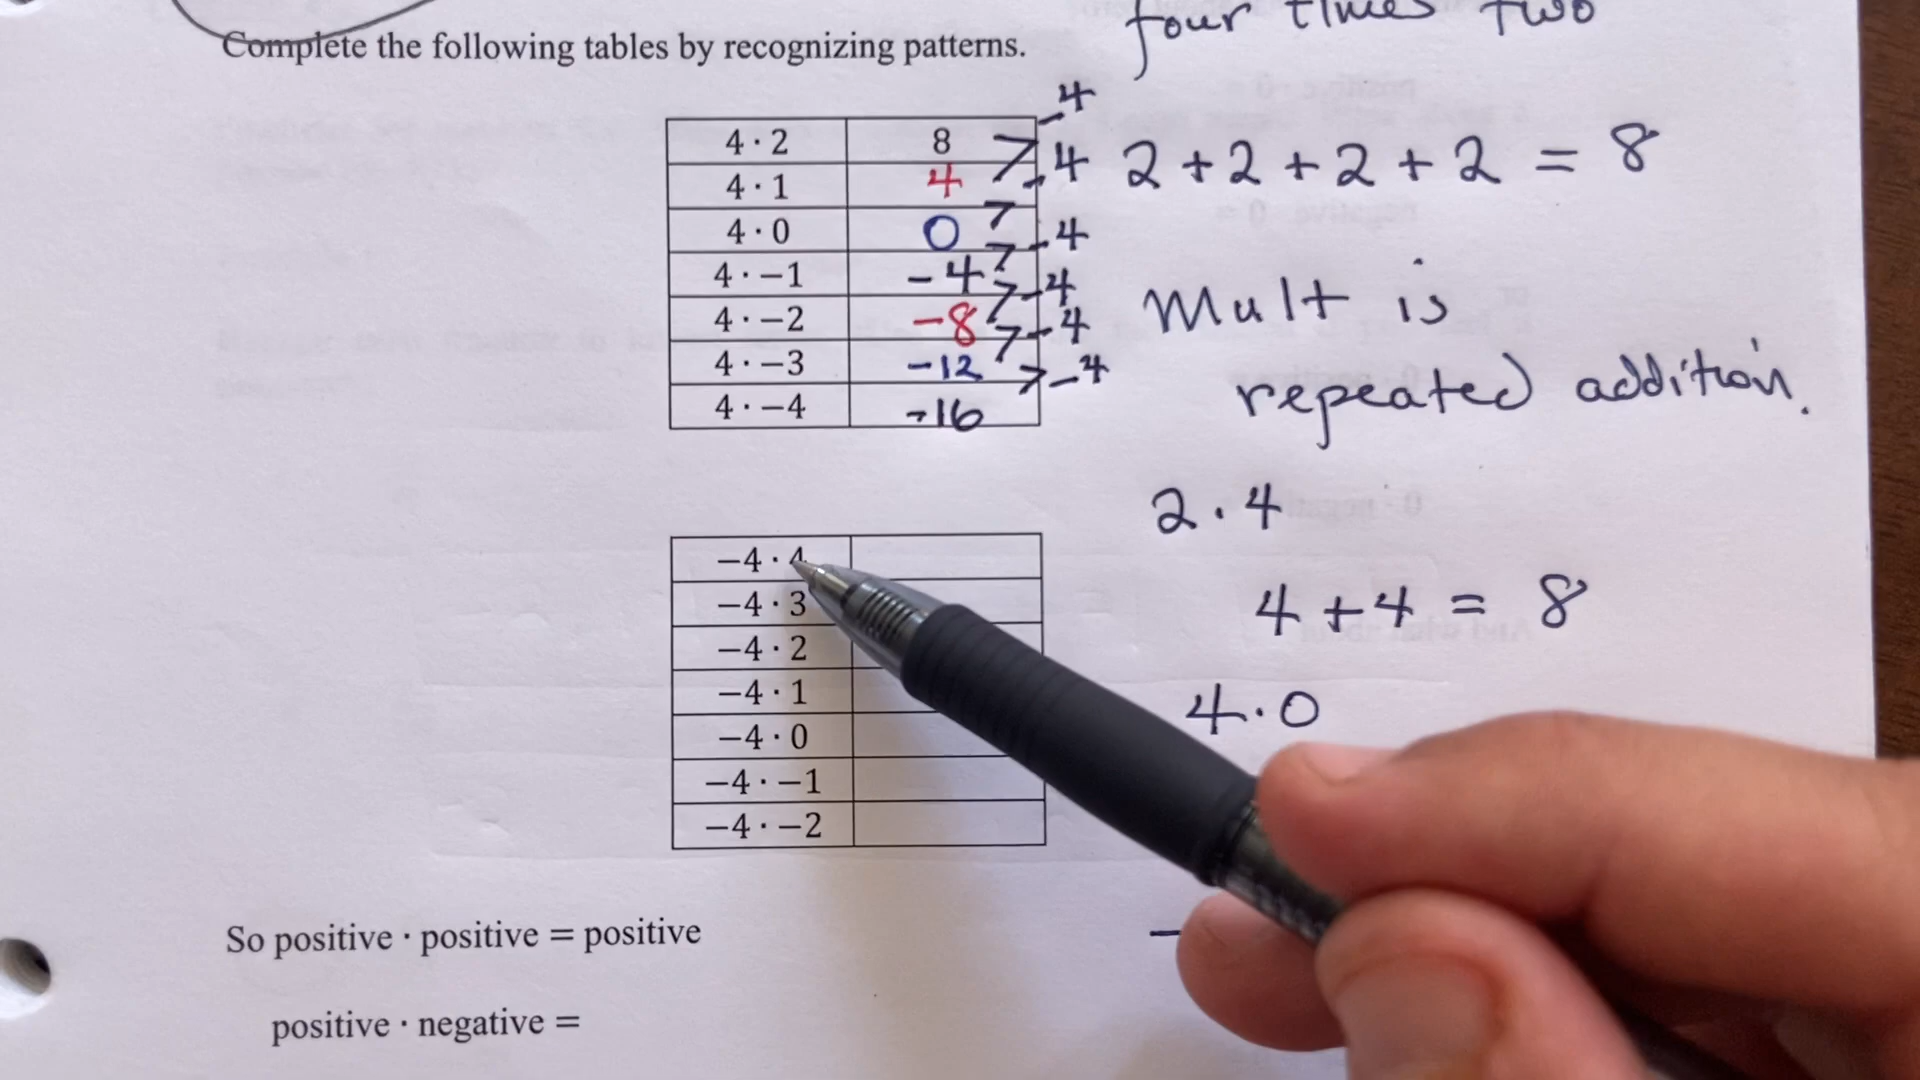 four times two
Complete the following tables by recognizing patterns.
-4
4 · 2 8 > -4 2 + 2 + 2 + 2 = 8
4 · 1 4
4 · 0 0 > -4
4 · −1 -4 > -4
4 · −2 -8 > -4
4 · −3 -12 > -4
4 · −4 -16
Mult is
repeated addition.
2 · 4
4 + 4 = 8
4 · 0
−4 · 4
−4 · 3
−4 · 2
−4 · 1
−4 · 0
−4 · −1
−4 · −2
So positive · positive = positive
positive · negative =